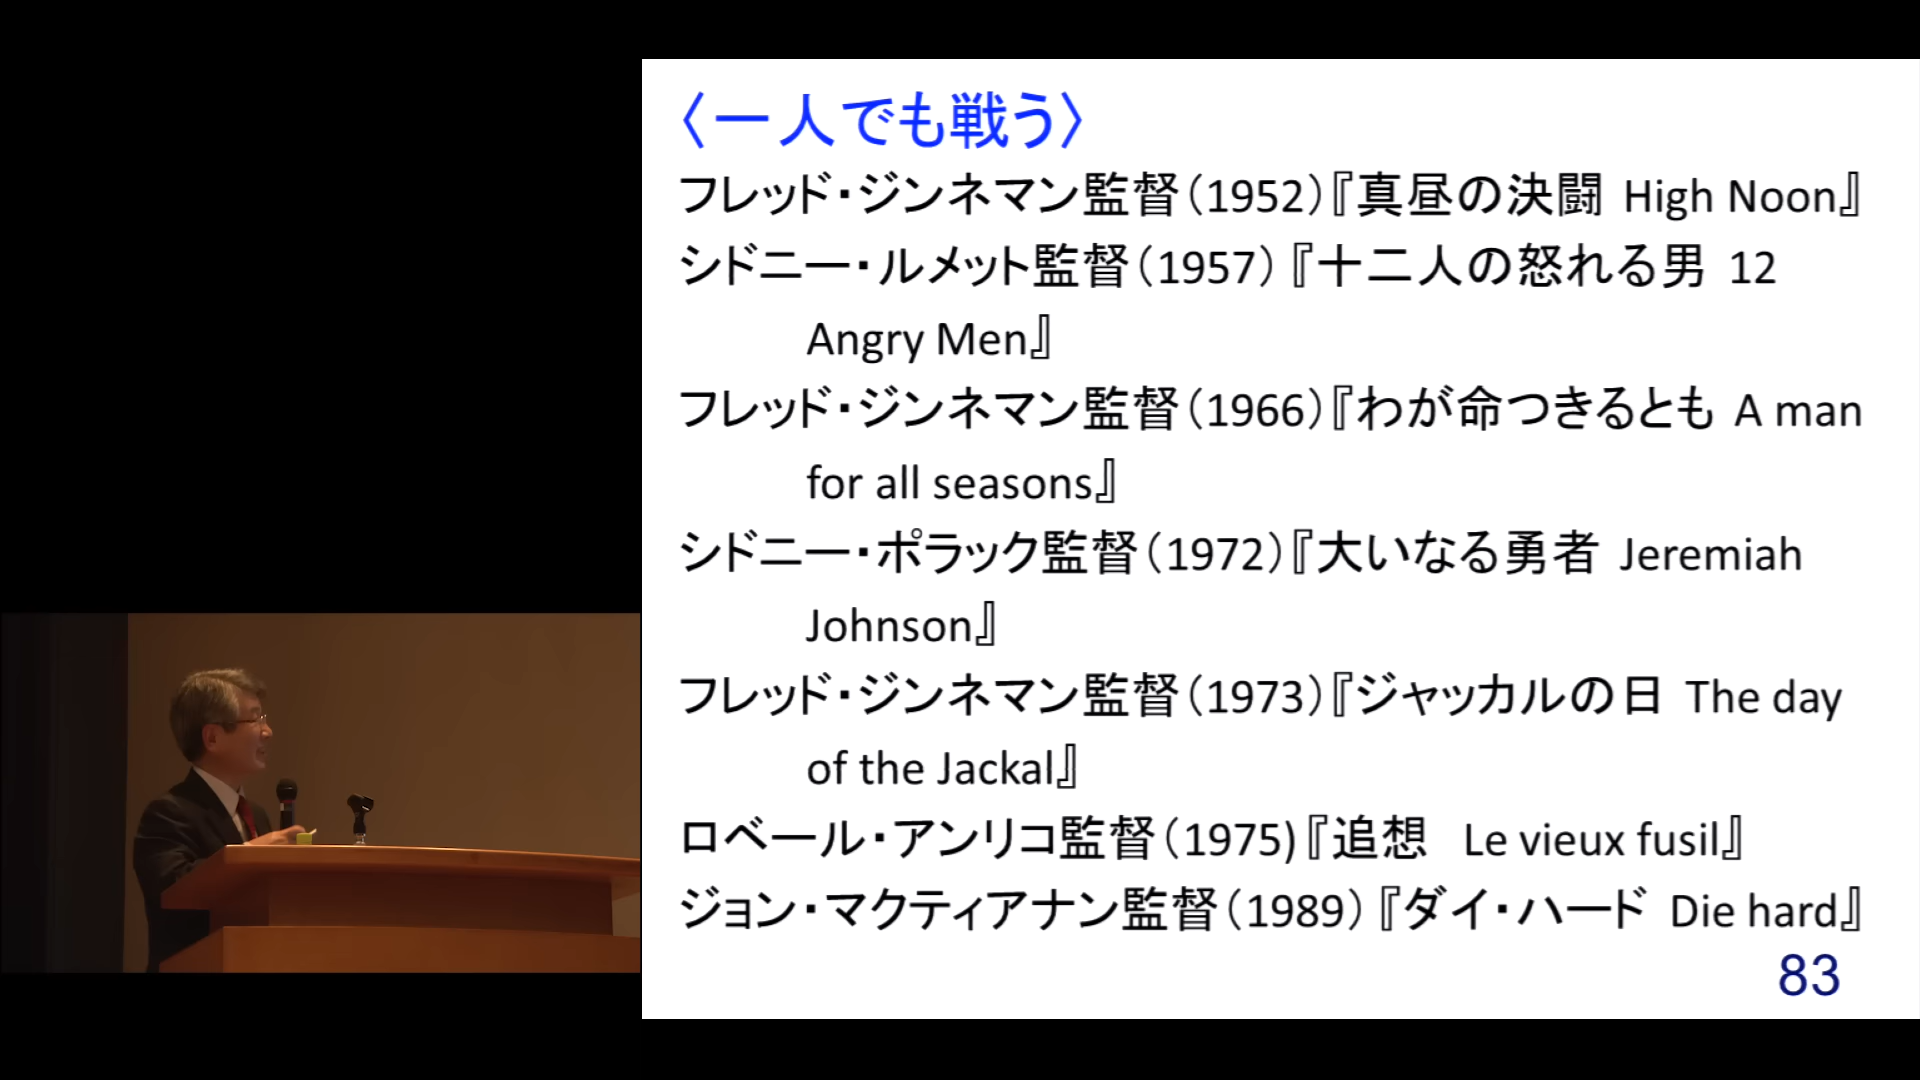 〈一人でも戦う〉
フレッド・ジンネマン監督（1952）『真昼の決闘 High Noon』
シドニー・ルメット監督（1957）『十二人の怒れる男 12
Angry Men』
フレッド・ジンネマン監督（1966）『わが命つきるとも A man
for all seasons』
シドニー・ポラック監督（1972）『大いなる勇者 Jeremiah
Johnson』
フレッド・ジンネマン監督（1973）『ジャッカルの日 The day
of the Jackal』
ロベール・アンリコ監督（1975)『追想 Le vieux fusil』
ジョン・マクティアナン監督（1989）『ダイ・ハード Die hard』
83